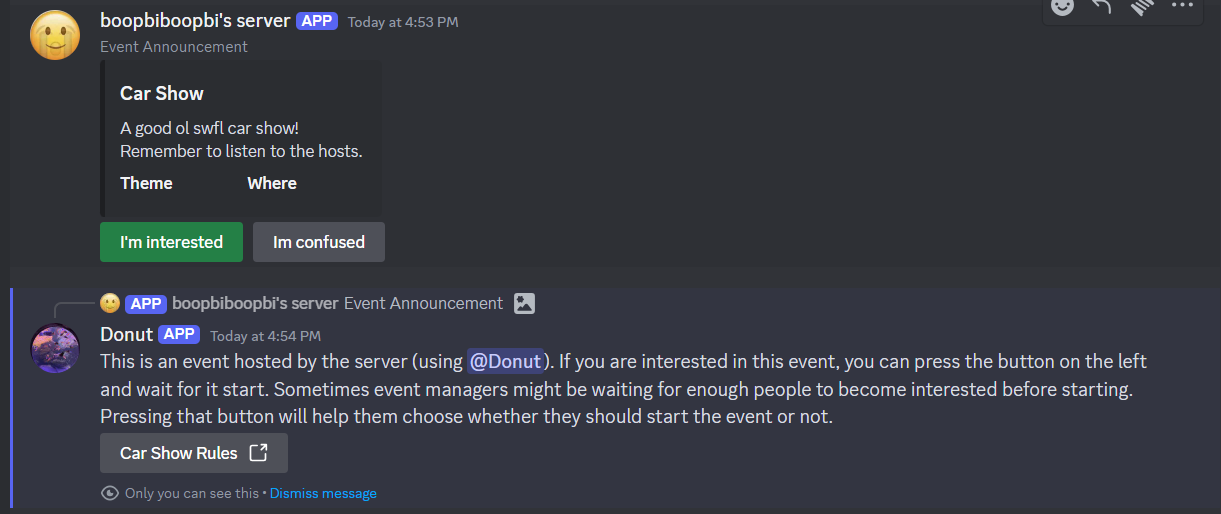 boopbiboopbi's server APP Today at 4:53 PM
Event Announcement
Car Show
A good ol swfl car show!
Remember to listen to the hosts.
Theme Where
I'm interested Im confused
APP boopbiboopbi's server Event Announcement
Donut APP Today at 4:54 PM
This is an event hosted by the server (using @Donut). If you are interested in this event, you can press the button on the left
and wait for it start. Sometimes event managers might be waiting for enough people to become interested before starting.
Pressing that button will help them choose whether they should start the event or not.
Car Show Rules
Only you can see this • Dismiss message